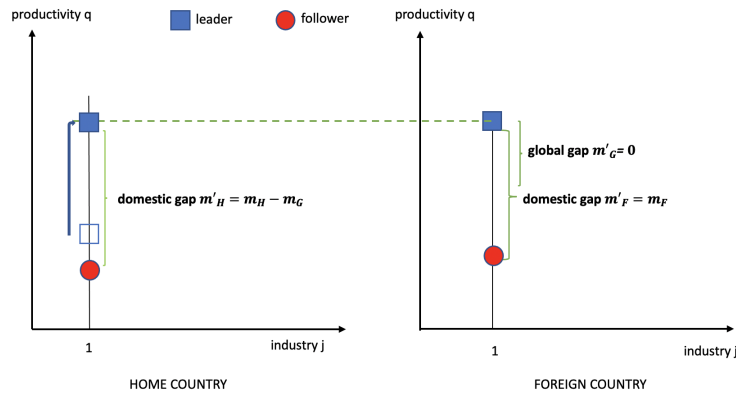 productivity q
leader
follower
productivity q
global gap m′G= 0
domestic gap m′H = mH − mG
domestic gap m′F = mF
1
industry j
1
industry j
HOME COUNTRY
FOREIGN COUNTRY